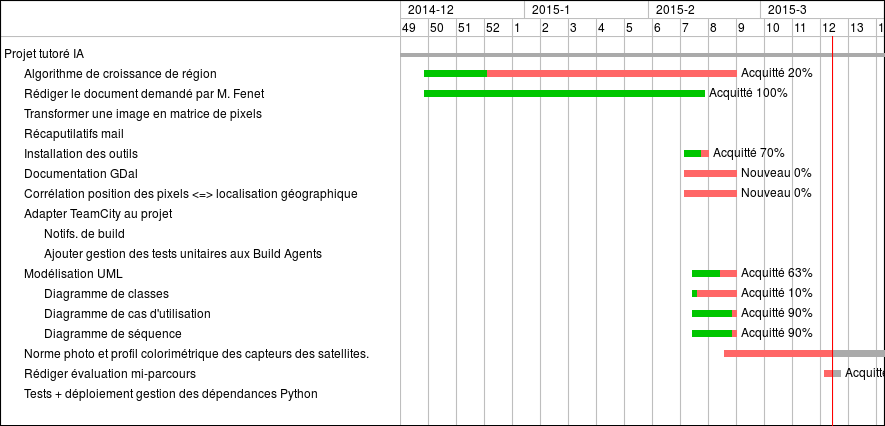 2014-12 2015-1 2015-2 2015-3
49 50 51 52 1 2 3 4 5 6 7 8 9 10 11 12 13
Projet tutoré IA
Algorithme de croissance de région Acquitté 20%
Rédiger le document demandé par M. Fenet Acquitté 100%
Transformer une image en matrice de pixels
Récaputilatifs mail
Installation des outils Acquitté 70%
Documentation GDal Nouveau 0%
Corrélation position des pixels <=> localisation géographique Nouveau 0%
Adapter TeamCity au projet
Notifs. de build
Ajouter gestion des tests unitaires aux Build Agents
Modélisation UML Acquitté 63%
Diagramme de classes Acquitté 10%
Diagramme de cas d'utilisation Acquitté 90%
Diagramme de séquence Acquitté 90%
Norme photo et profil colorimétrique des capteurs des satellites.
Rédiger évaluation mi-parcours Acquitté
Tests + déploiement gestion des dépendances Python